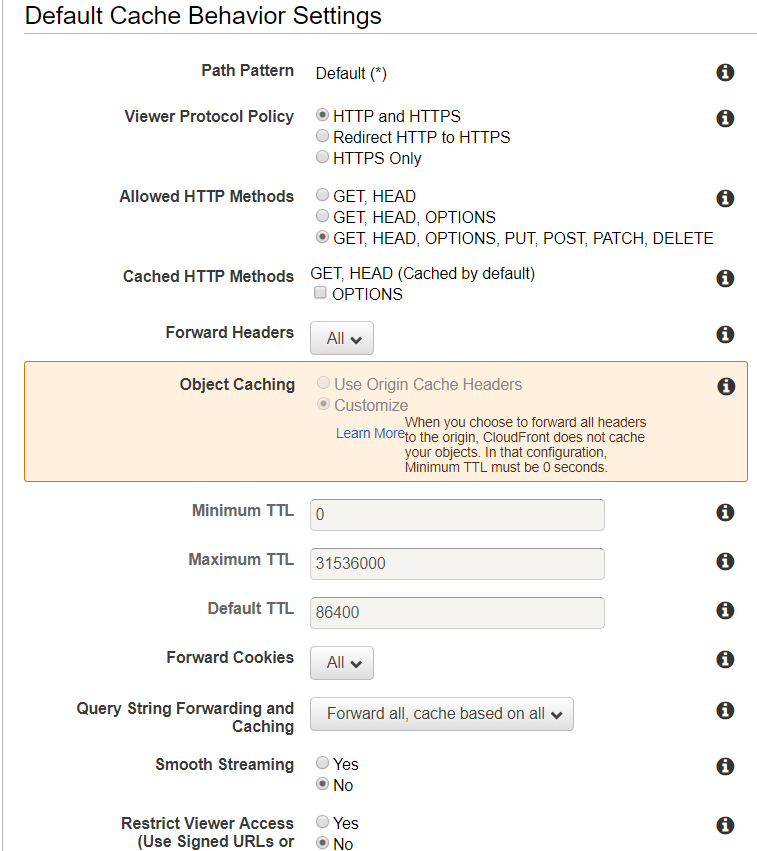 Default Cache Behavior Settings
Path Pattern Default (*)
Viewer Protocol Policy HTTP and HTTPS
Redirect HTTP to HTTPS
HTTPS Only
Allowed HTTP Methods GET, HEAD
GET, HEAD, OPTIONS
GET, HEAD, OPTIONS, PUT, POST, PATCH, DELETE
Cached HTTP Methods GET, HEAD (Cached by default)
OPTIONS
Forward Headers All
Object Caching Use Origin Cache Headers
Customize
Learn More When you choose to forward all headers
to the origin, CloudFront does not cache
your objects. In that configuration,
Minimum TTL must be 0 seconds.
Minimum TTL 0
Maximum TTL 31536000
Default TTL 86400
Forward Cookies All
Query String Forwarding and
Caching Forward all, cache based on all
Smooth Streaming Yes
No
Restrict Viewer Access Yes
(Use Signed URLs or No